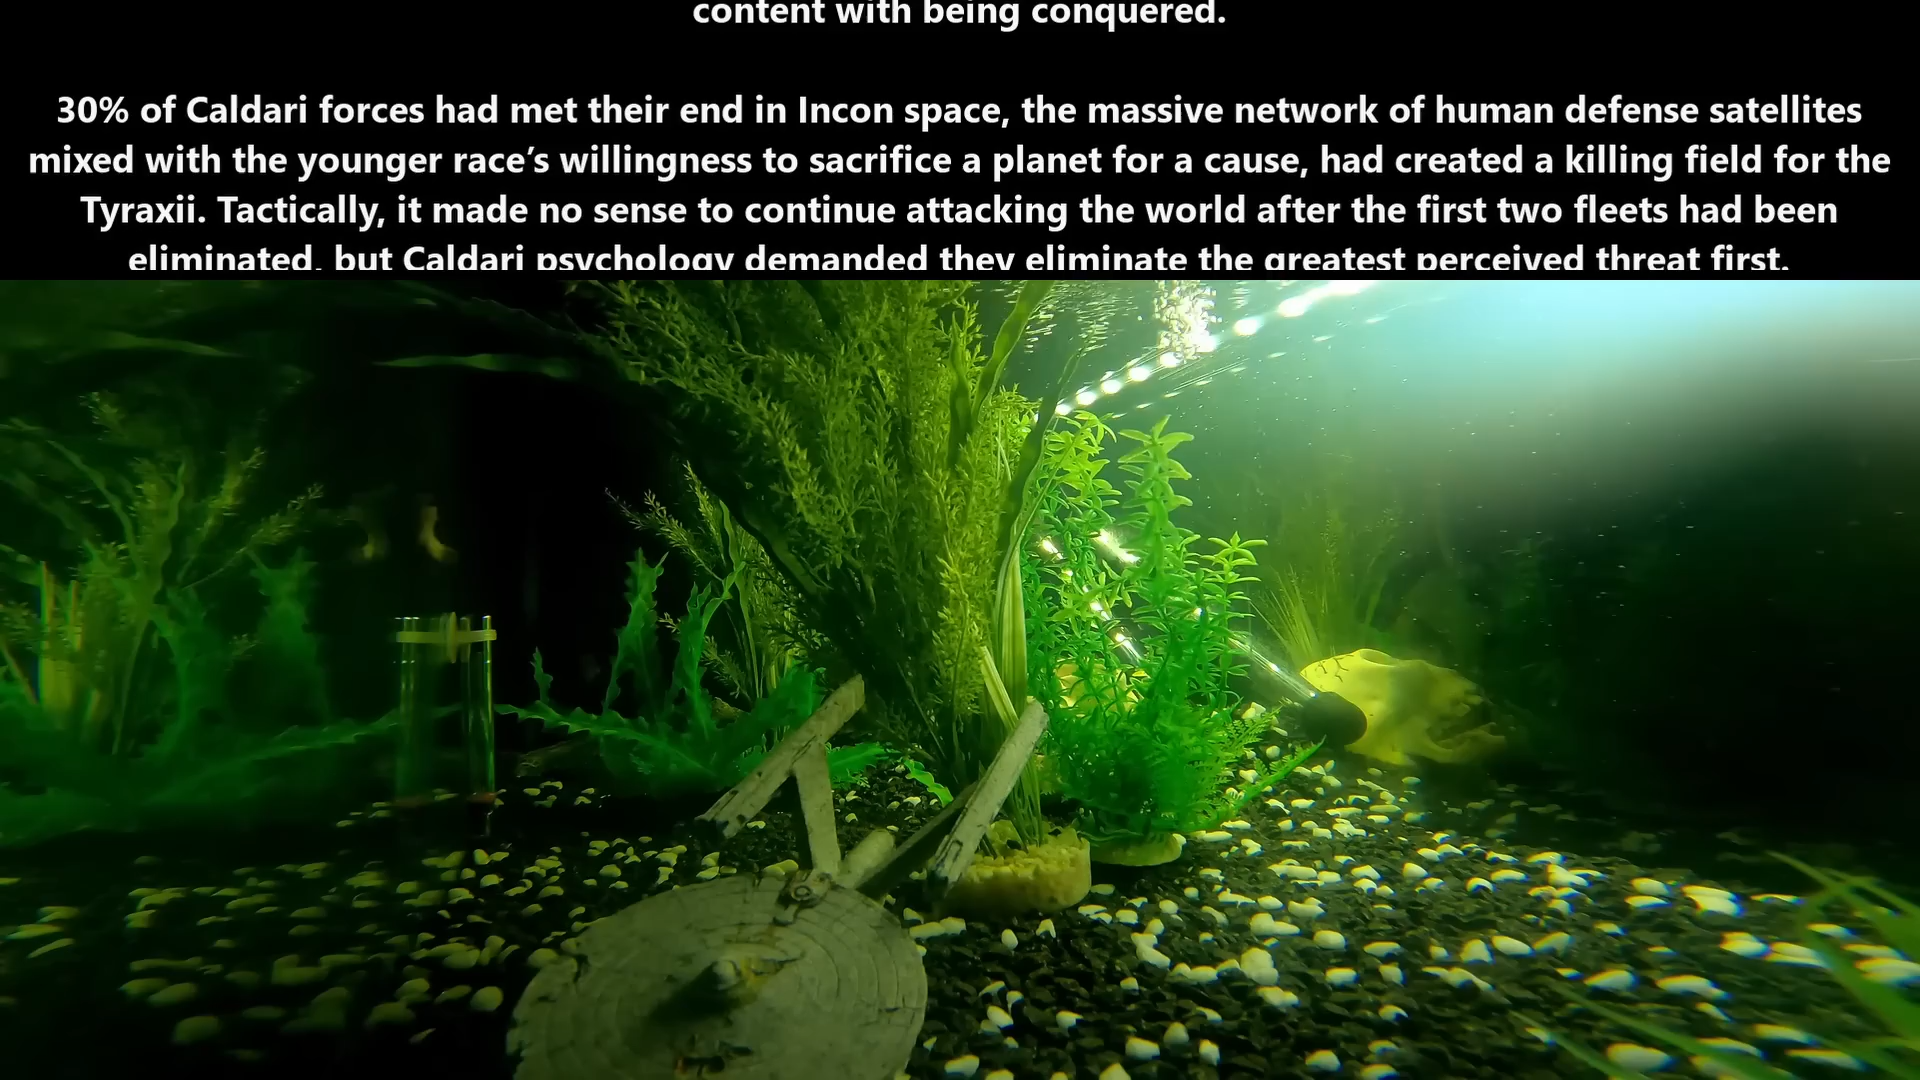 content with being conquered.
30% of Caldari forces had met their end in Incon space, the massive network of human defense satellites
mixed with the younger race’s willingness to sacrifice a planet for a cause, had created a killing field for the
Tyraxii. Tactically, it made no sense to continue attacking the world after the first two fleets had been
eliminated, but Caldari psychology demanded they eliminate the greatest perceived threat first.